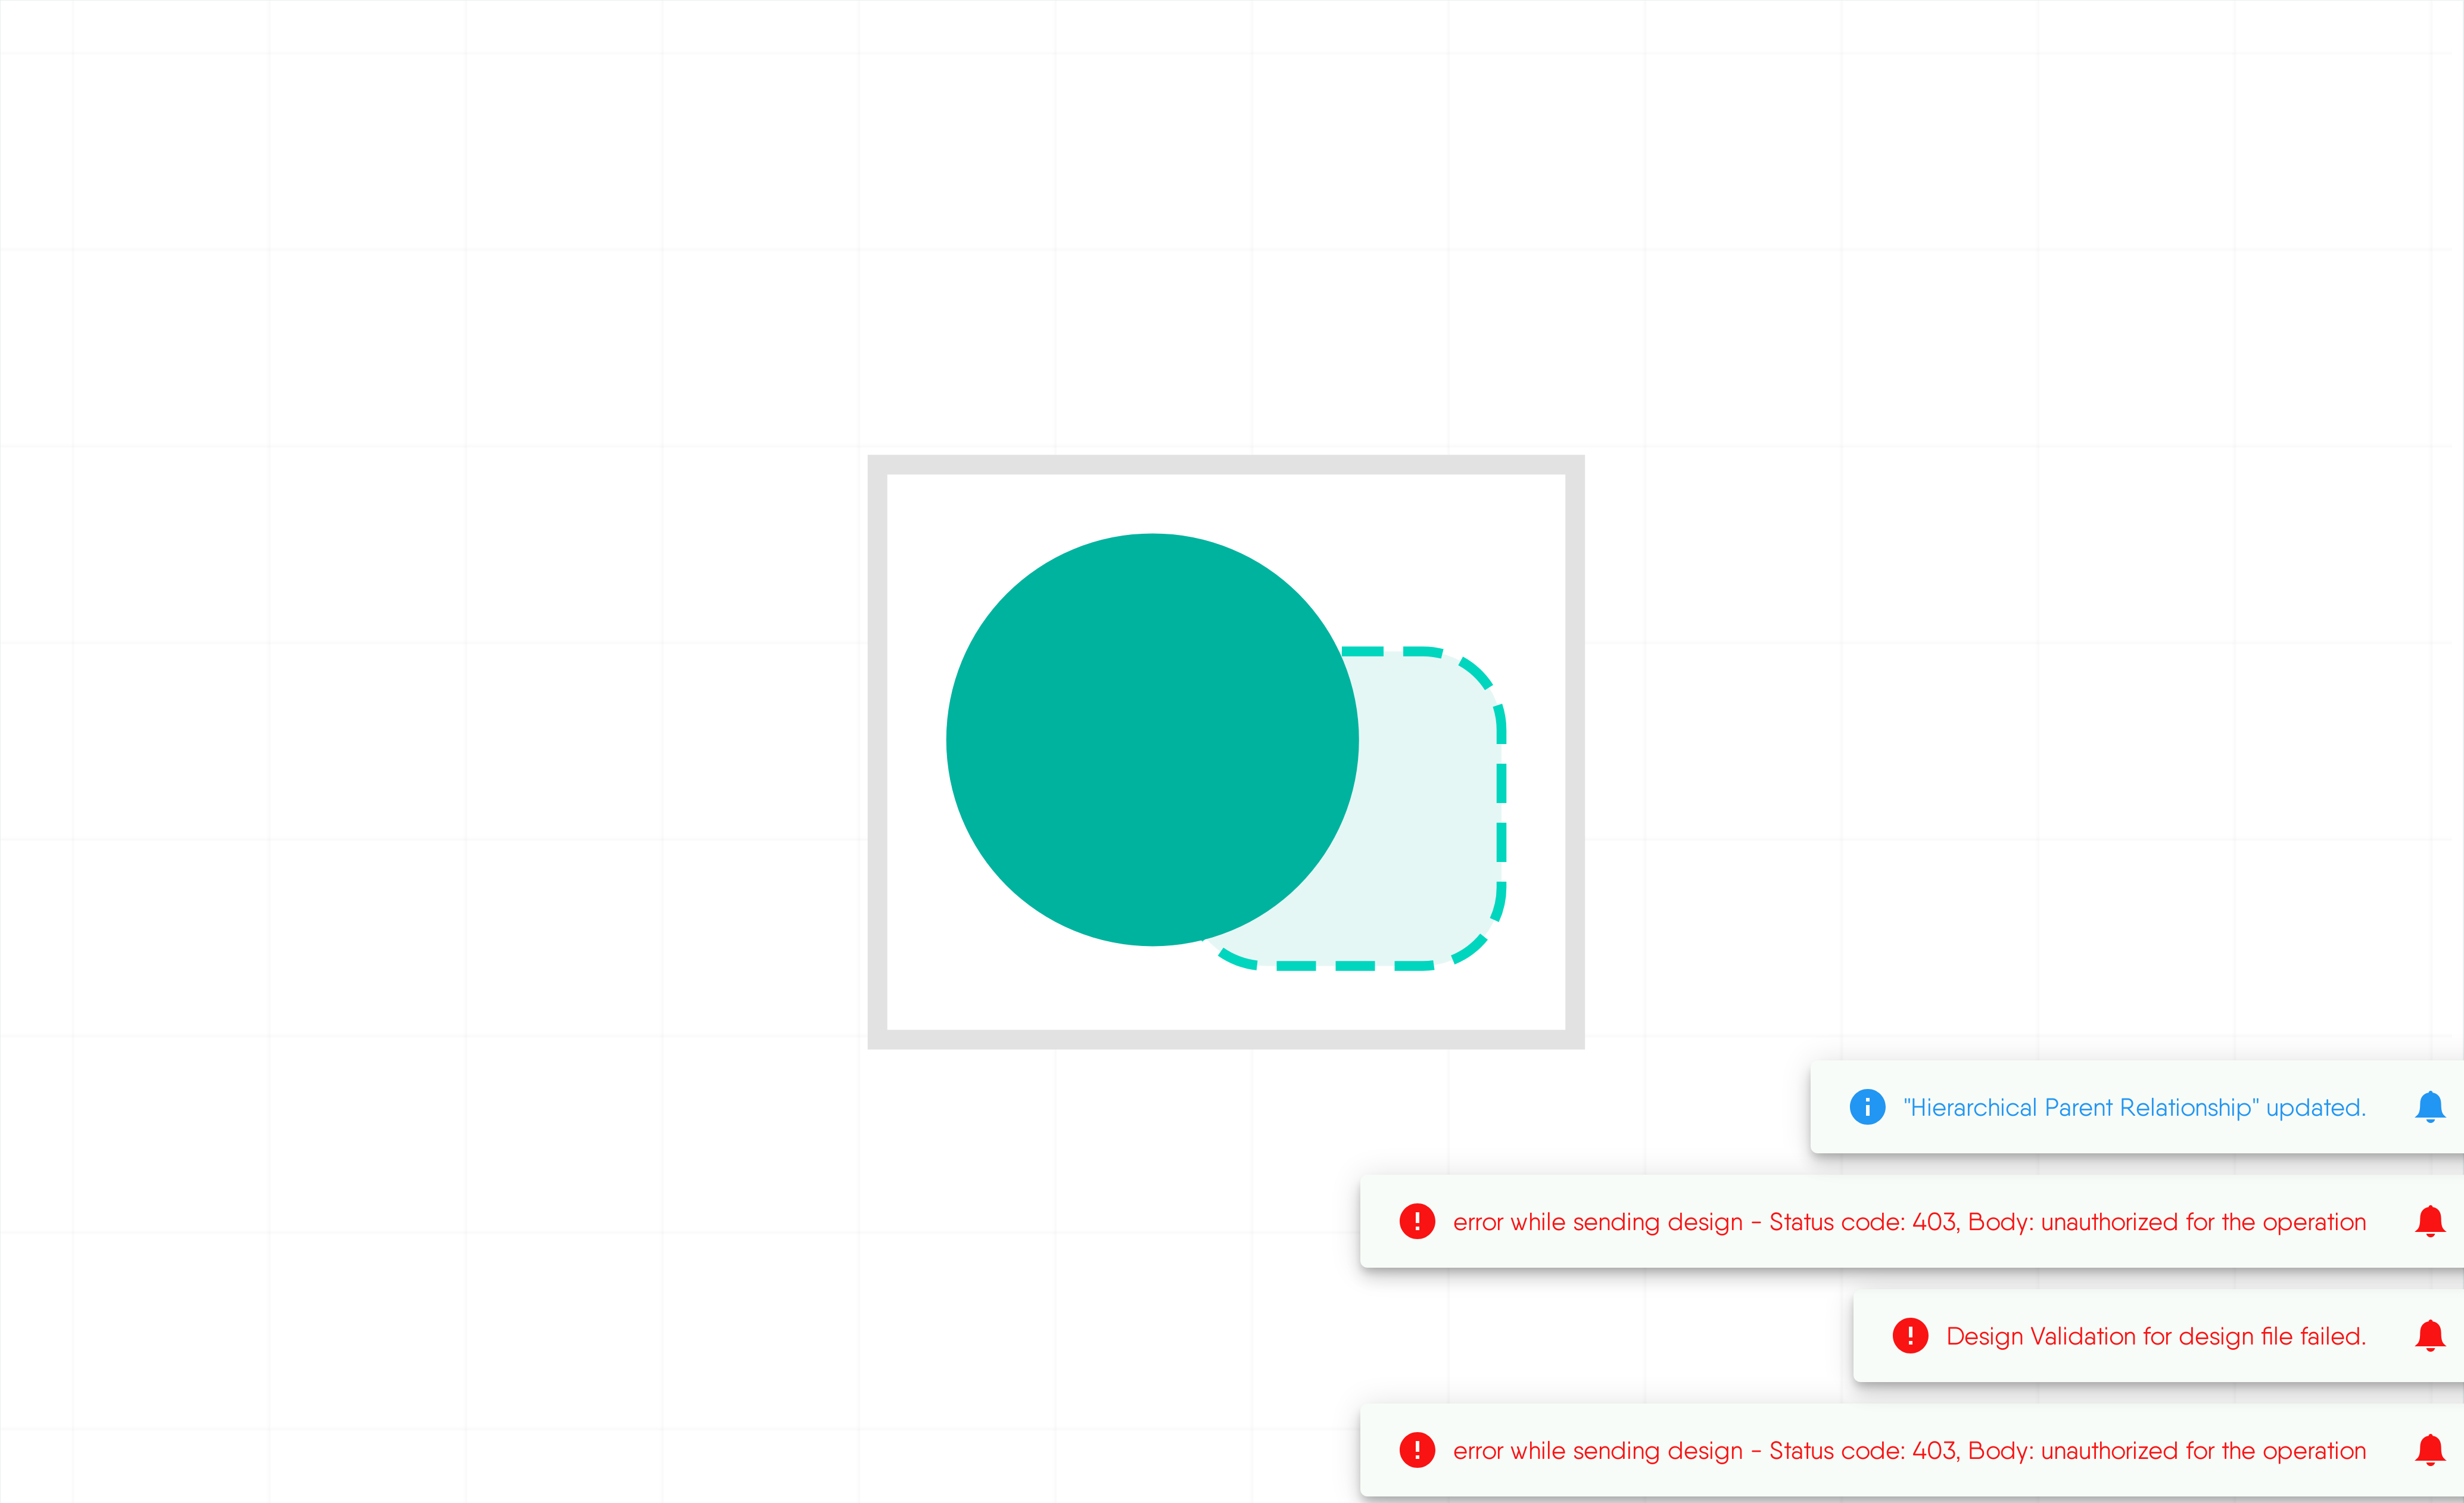 "Hierarchical Parent Relationship" updated.
error while sending design - Status code: 403, Body: unauthorized for the operation
Design Validation for design file failed.
error while sending design - Status code: 403, Body: unauthorized for the operation